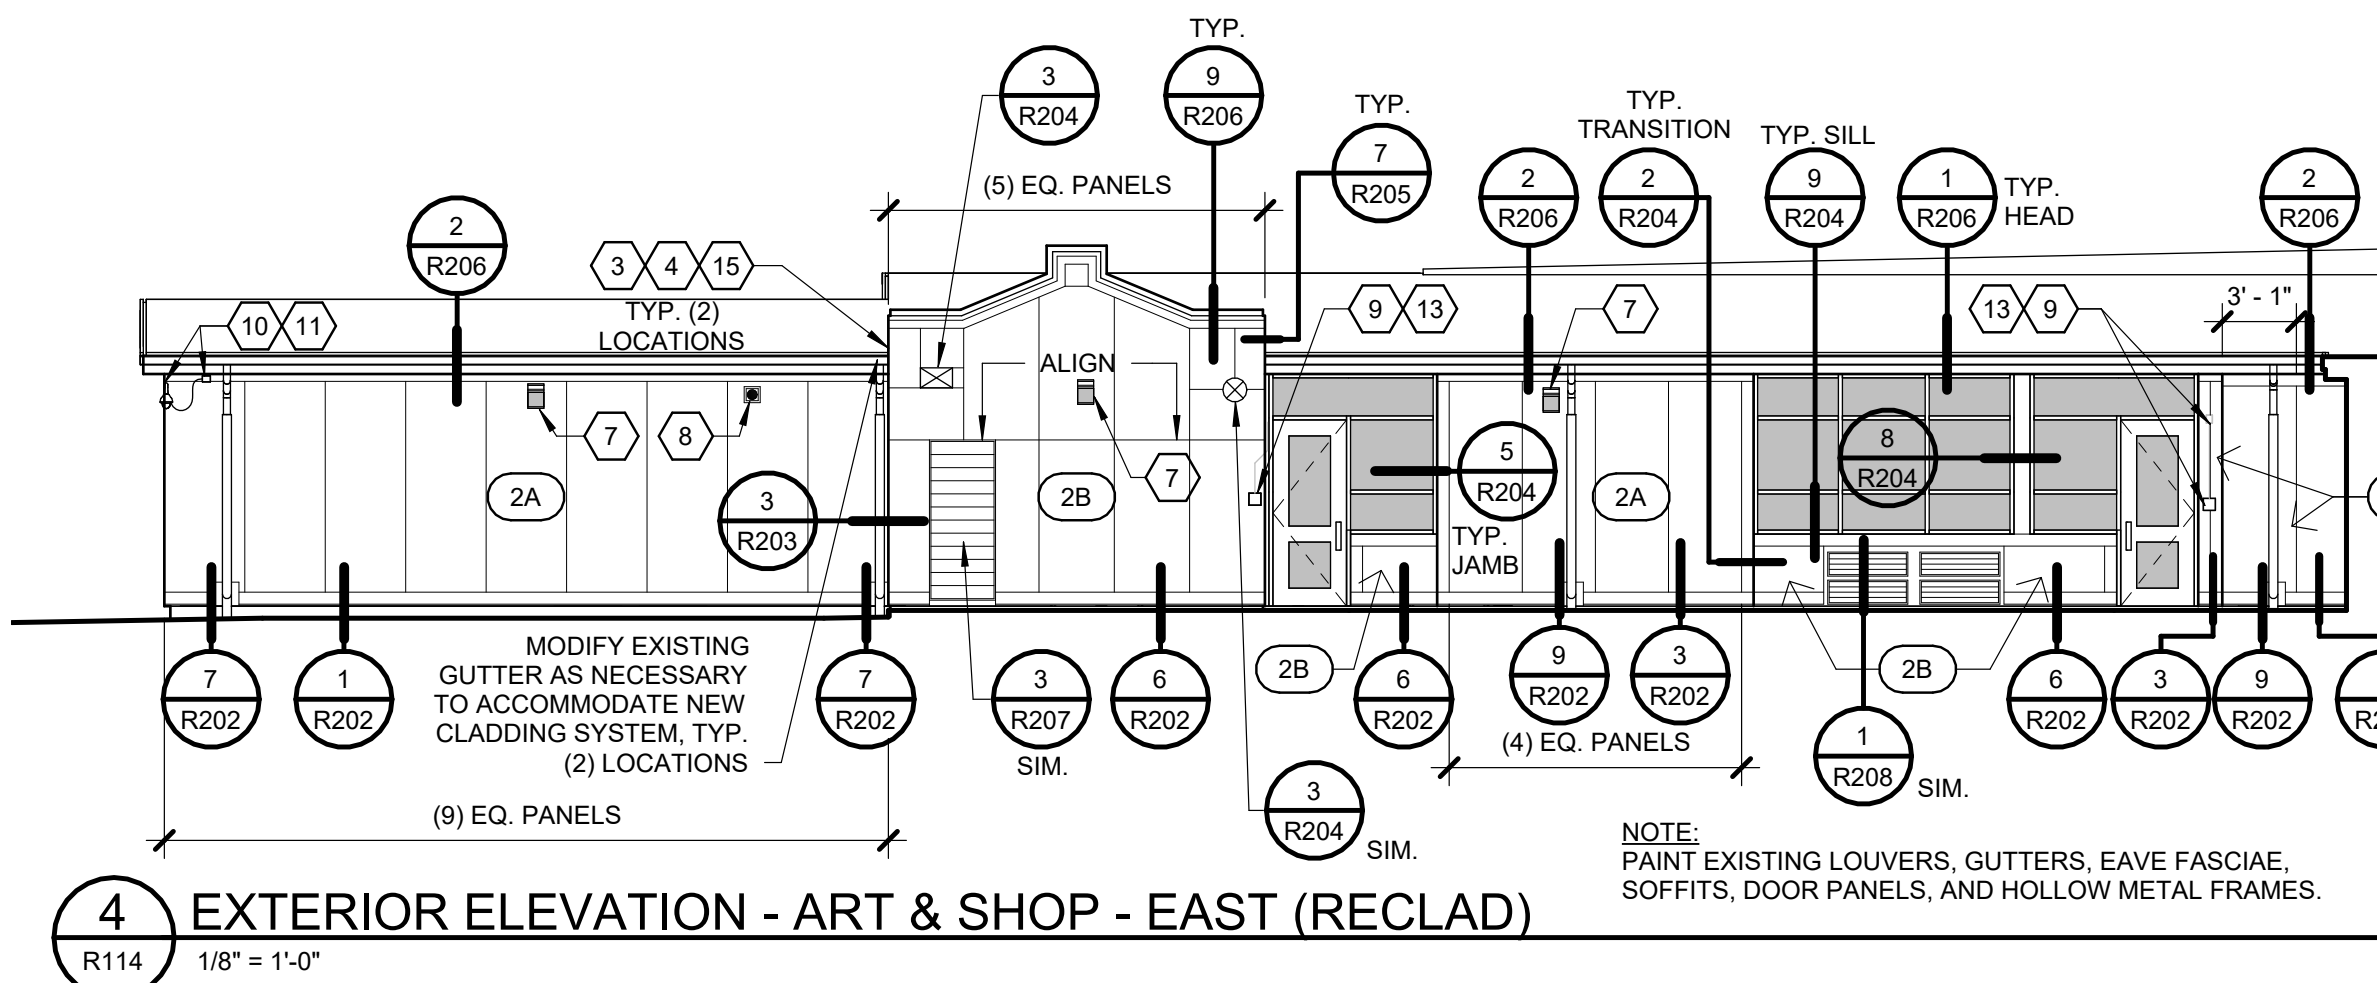 TYP.
3
R204
9
R206
TYP.
7
R205
TYP.
TRANSITION
2
R204
TYP. SILL
9
R204
1
R206
TYP.
HEAD
2
R206
2
R206
2
R206
(5) EQ. PANELS
3 4 15
TYP. (2)
LOCATIONS
10 11
9 13
7
13 9
3' - 1"
ALIGN
7
8
7
2A
3
R203
2B
5
R204
TYP.
JAMB
2A
8
R204
7
R202
1
R202
MODIFY EXISTING
GUTTER AS NECESSARY
TO ACCOMMODATE NEW
CLADDING SYSTEM, TYP.
(2) LOCATIONS
7
R202
3
R207
SIM.
6
R202
2B
6
R202
9
R202
3
R202
2B
6
R202
3
R202
9
R202
(4) EQ. PANELS
1
R208
SIM.
3
R204
SIM.
(9) EQ. PANELS
NOTE:
PAINT EXISTING LOUVERS, GUTTERS, EAVE FASCIAE,
SOFFITS, DOOR PANELS, AND HOLLOW METAL FRAMES.
4
R114
EXTERIOR ELEVATION - ART & SHOP - EAST (RECLAD)
1/8" = 1'-0"